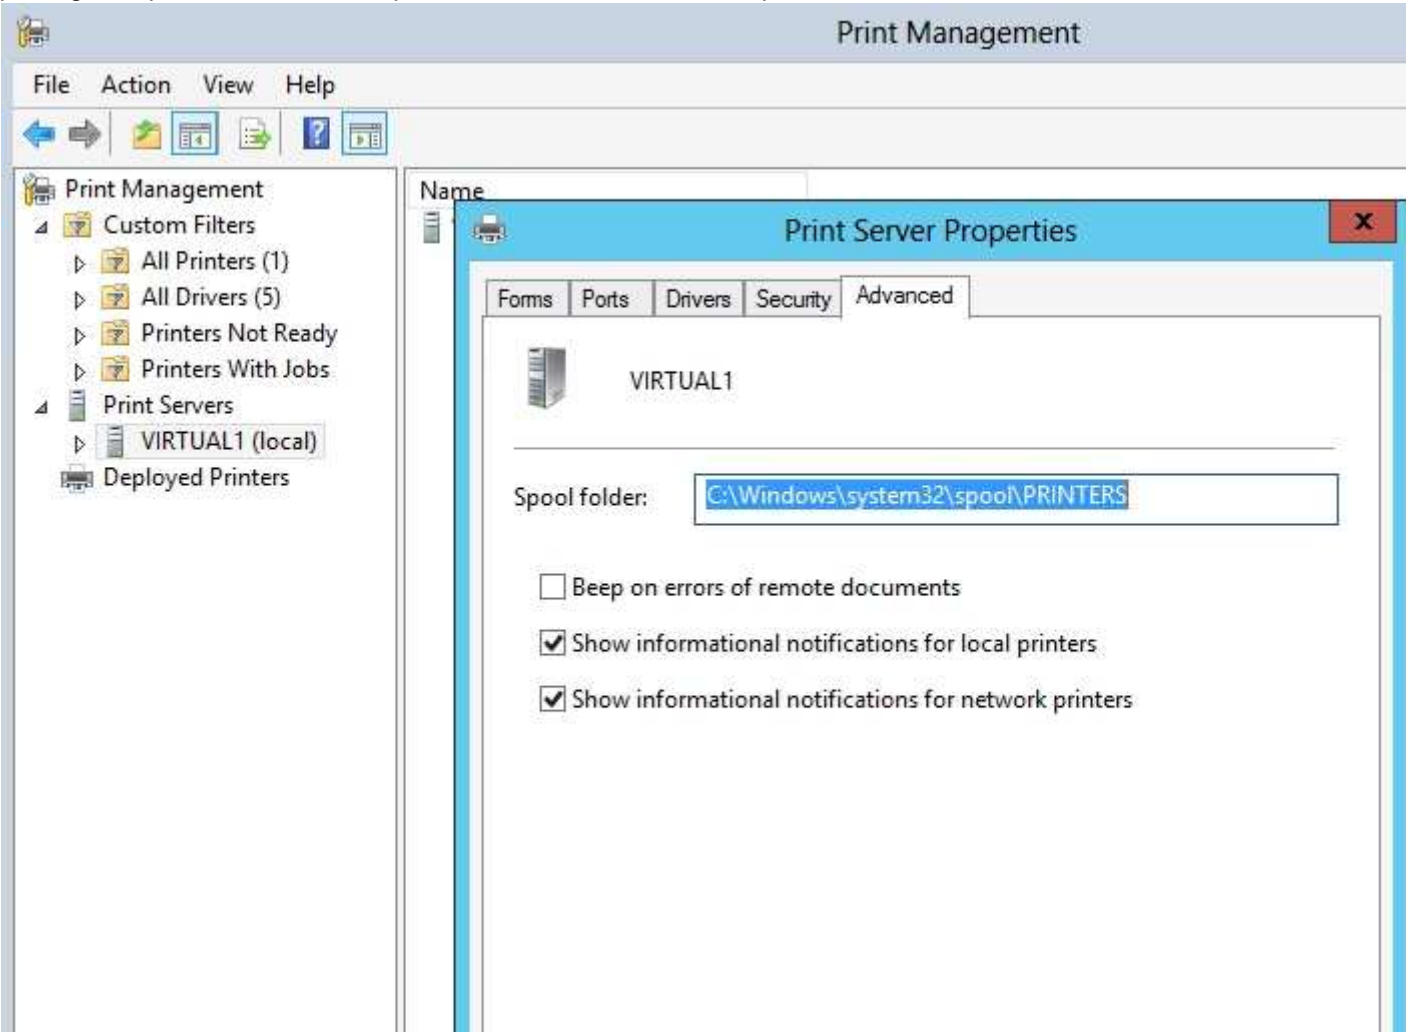 Print Management
File Action View Help
Print Management
Custom Filters
All Printers (1)
All Drivers (5)
Printers Not Ready
Printers With Jobs
Print Servers
VIRTUAL1 (local)
Deployed Printers
Name
Print Server Properties
Forms Ports Drivers Security Advanced
VIRTUAL1
Spool folder: C:\Windows\system32\spool\PRINTERS
Beep on errors of remote documents
Show informational notifications for local printers
Show informational notifications for network printers